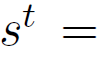 s^t =